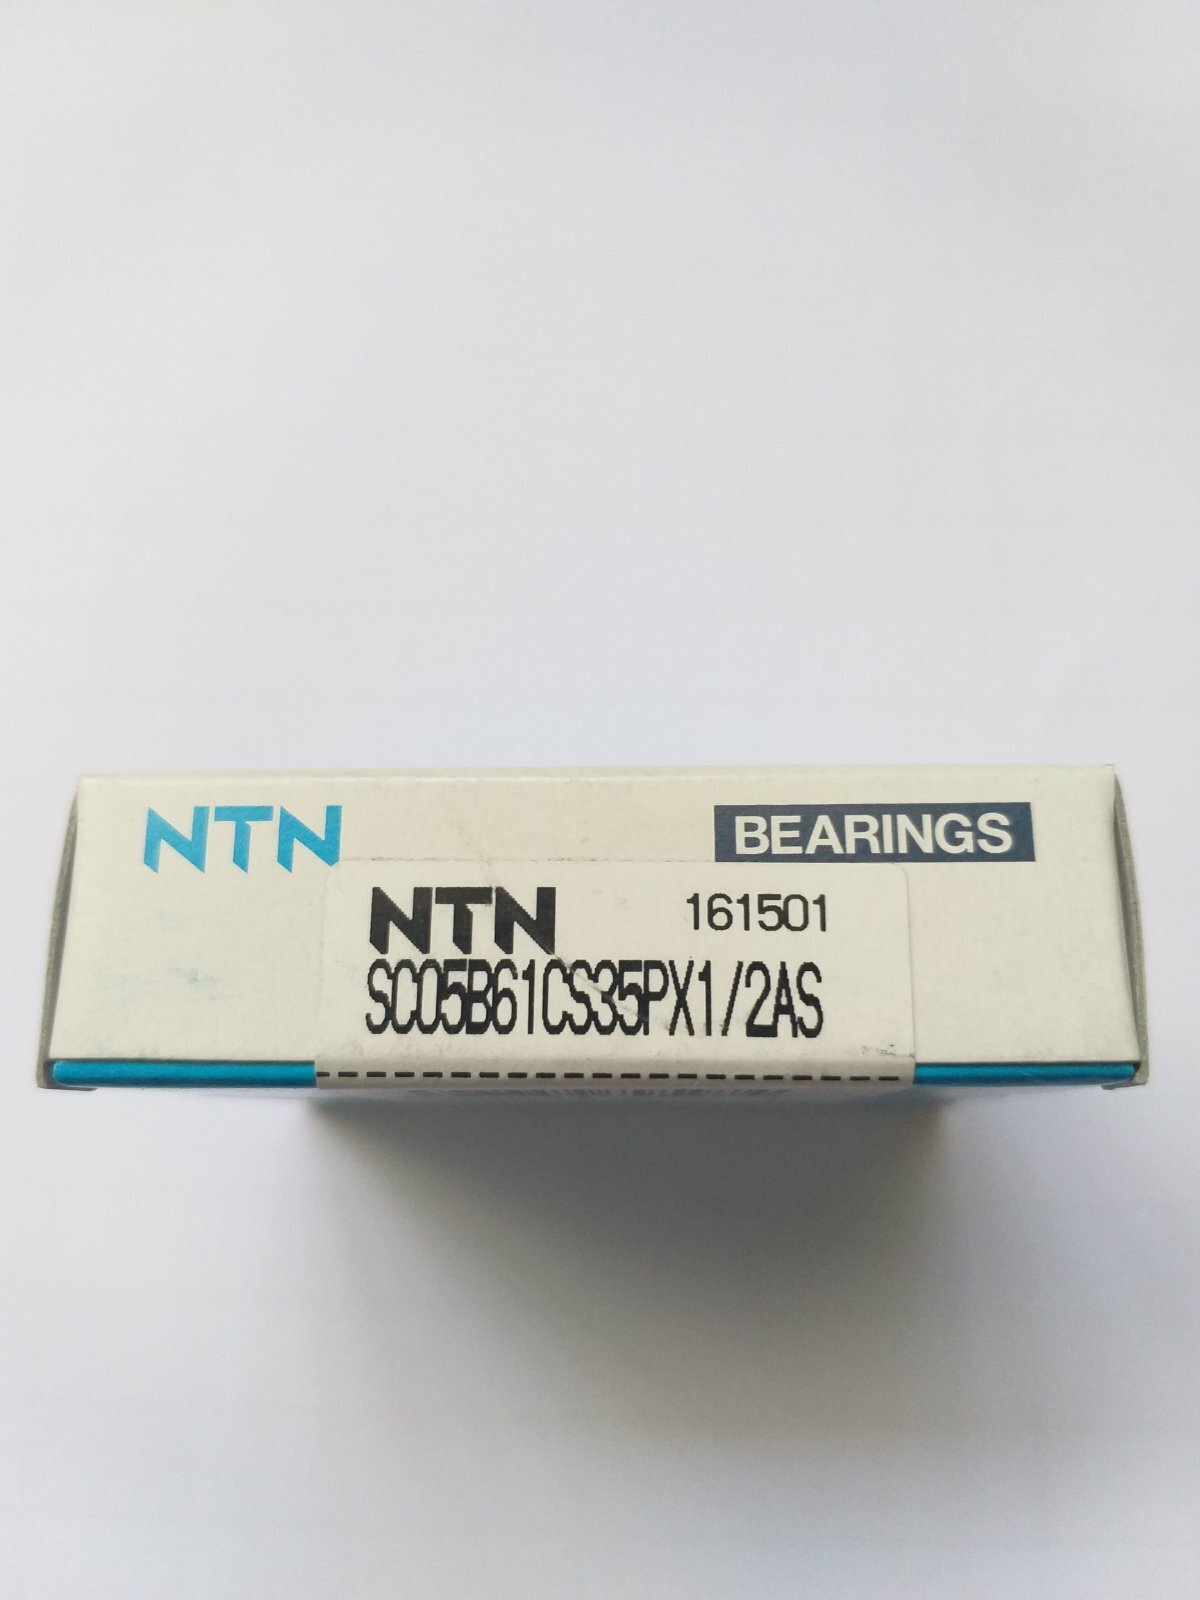 NTN BEARINGS
NTN 161501
SC05B61CS35PX1/2AS